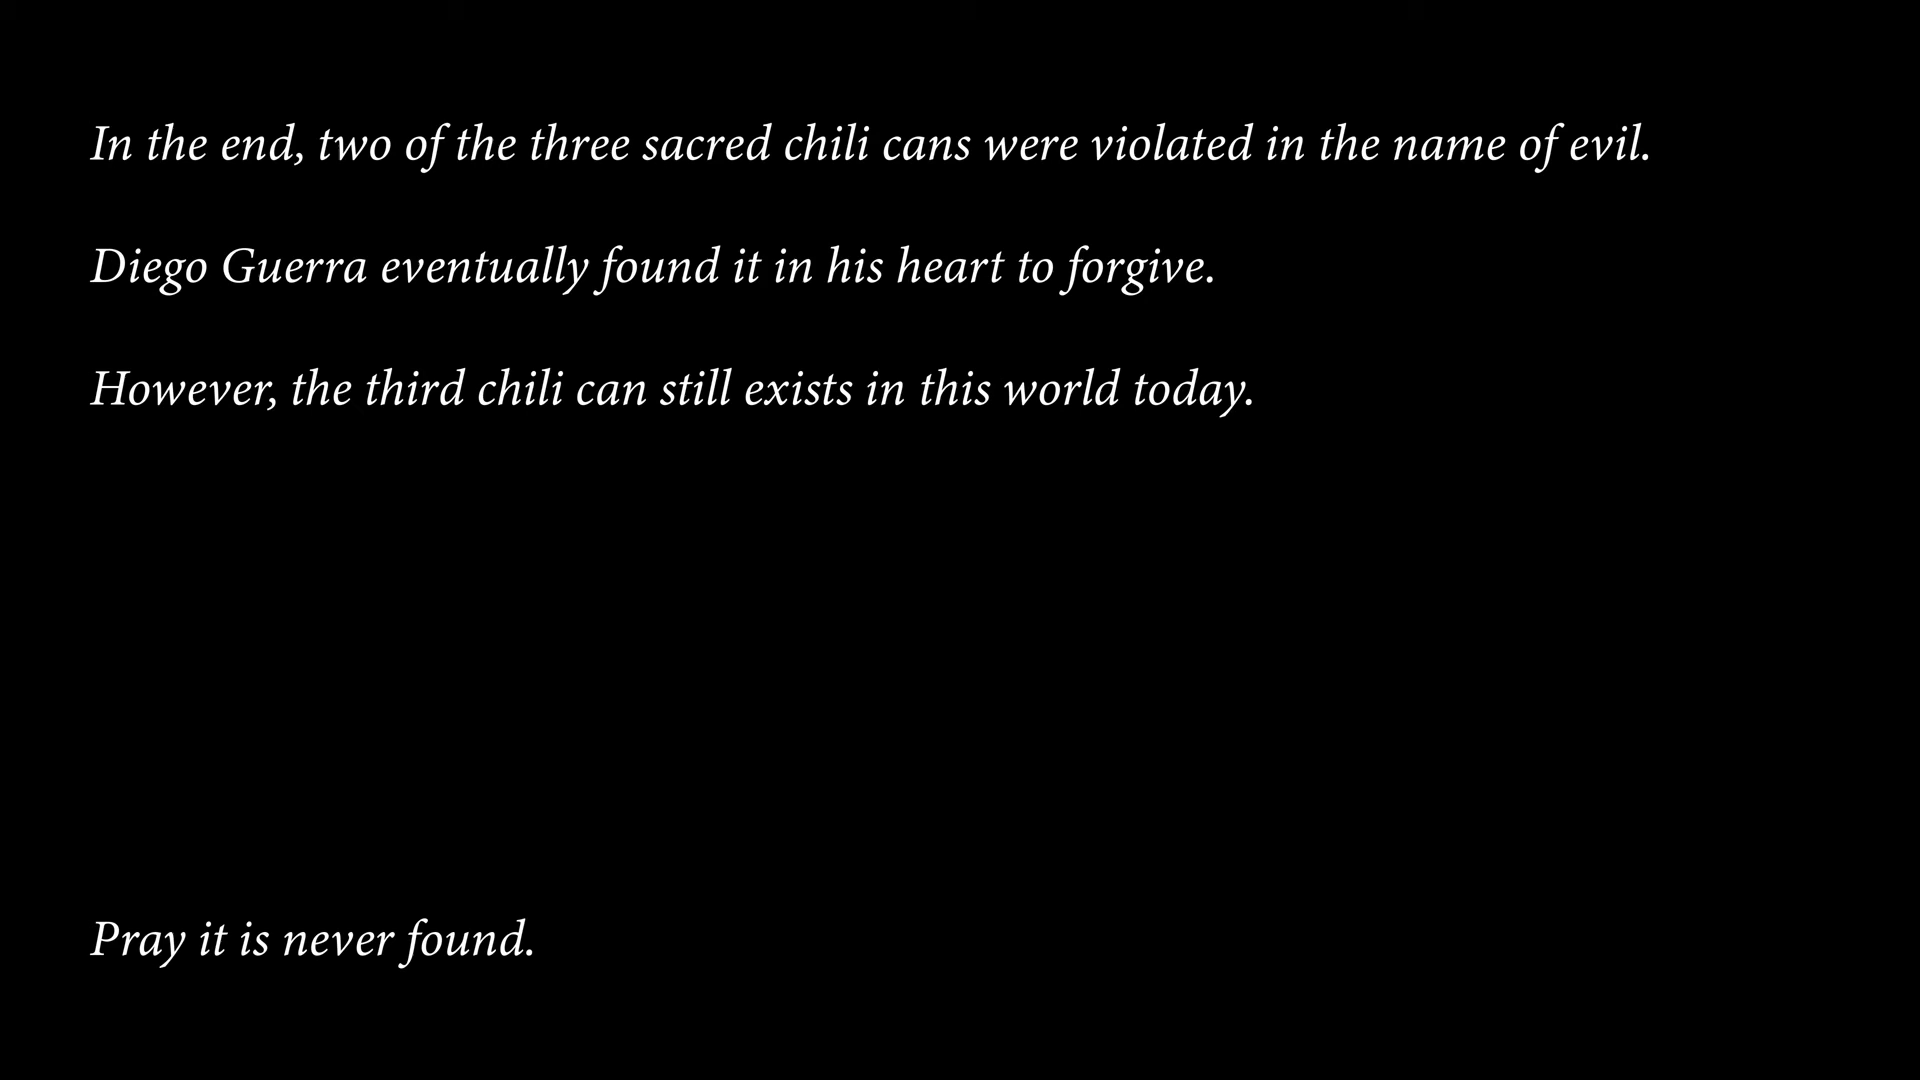 In the end, two of the three sacred chili cans were violated in the name of evil.
Diego Guerra eventually found it in his heart to forgive.
However, the third chili can still exists in this world today.
Pray it is never found.